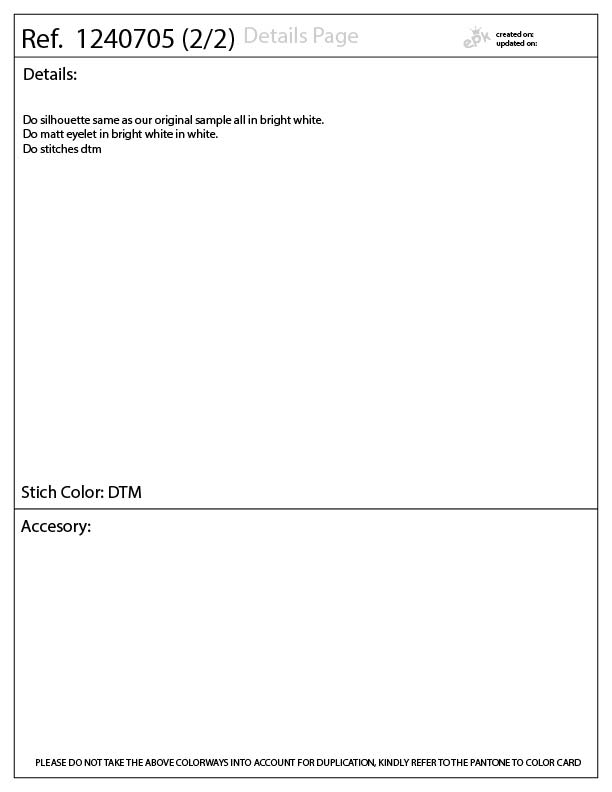 Ref. 1240705 (2/2) Details Page
epk
created on:
updated on:
Details:
Do silhouette same as our original sample all in bright white.
Do matt eyelet in bright white in white.
Do stitches dtm
Stich Color: DTM
Accesory:
PLEASE DO NOT TAKE THE ABOVE COLORWAYS INTO ACCOUNT FOR DUPLICATION, KINDLY REFER TO THE PANTONE TO COLOR CARD